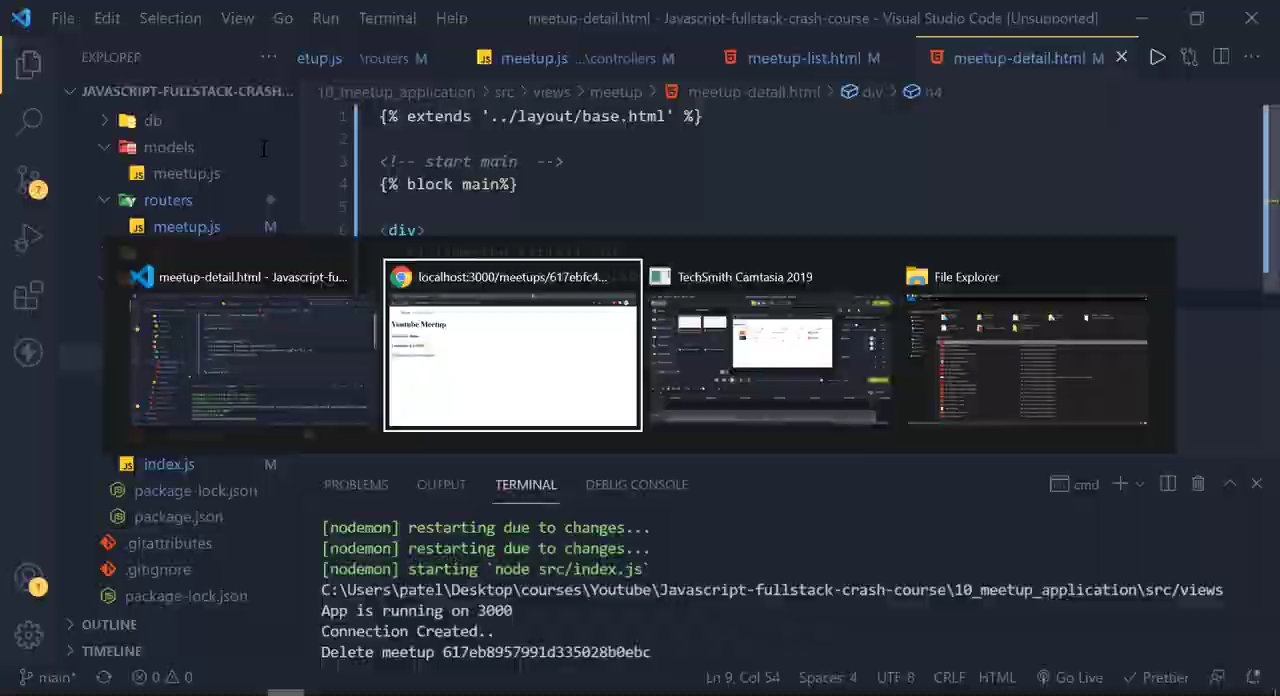 File Edit Selection View Go Run Terminal Help meetup-detail.html - Javascript-fullstack-crash-course - Visual Studio Code [Unsupported]
EXPLORER ... etup.js \routers M meetup.js ...\controllers M meetup-list.html M meetup-detail.html M
JAVASCRIPT-FULLSTACK-CRASH... 10_meetup_application > src > views > meetup > meetup-detail.html > div > h4
db
models
meetup.js
routers
meetup.js M
1 {% extends '../layout/base.html' %}
2
3 <!-- start main -->
4 {% block main%}
5
6 <div>
meetup-detail.html - Javascript-fu...
localhost:3000/meetups/617ebfc4...
Youtube Meetup
TechSmith Camtasia 2019
File Explorer
index.js M
package-lock.json
package.json
.gitattributes
.gitignore
package-lock.json
OUTLINE
TIMELINE
PROBLEMS OUTPUT TERMINAL DEBUG CONSOLE cmd
[nodemon] restarting due to changes...
[nodemon] restarting due to changes...
[nodemon] starting `node src/index.js`
C:\Users\patel\Desktop\courses\Youtube\Javascript-fullstack-crash-course\10_meetup_application\src/views
App is running on 3000
Connection Created..
Delete meetup 617eb8957991d335028b0ebc
main* 0 0 Ln 9, Col 54 Spaces: 4 UTF-8 CRLF HTML Go Live Prettier